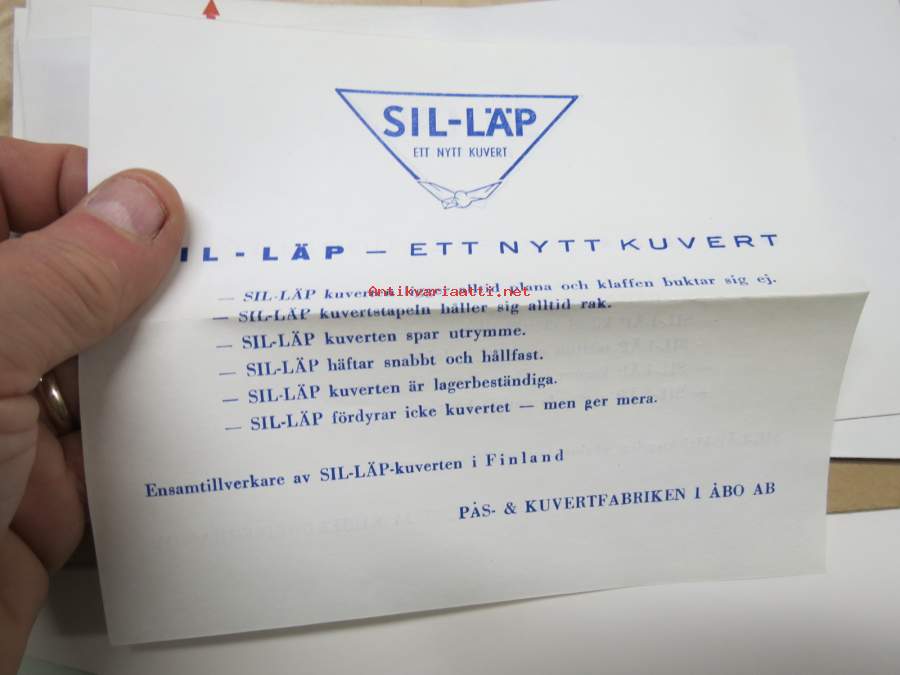 SIL-LÄP
ETT NYTT KUVERT
IL-LÄP — ETT NYTT KUVERT
— SIL-LÄP alltid plana och klaffen buktar sig ej.
Antikvariaatti.net
— SIL-LÄP kuvertstapeln håller sig alltid rak.
— SIL-LÄP kuverten spar utrymme.
— SIL-LÄP häftar snabbt och hållfast.
— SIL-LÄP kuverten är lagerbeständiga.
— SIL-LÄP fördyrar icke kuvertet — men ger mera.
Ensamtillverkare av SIL-LÄP-kuverten i Finland
PÅS- & KUVERTFABRIKEN I ÅBO AB